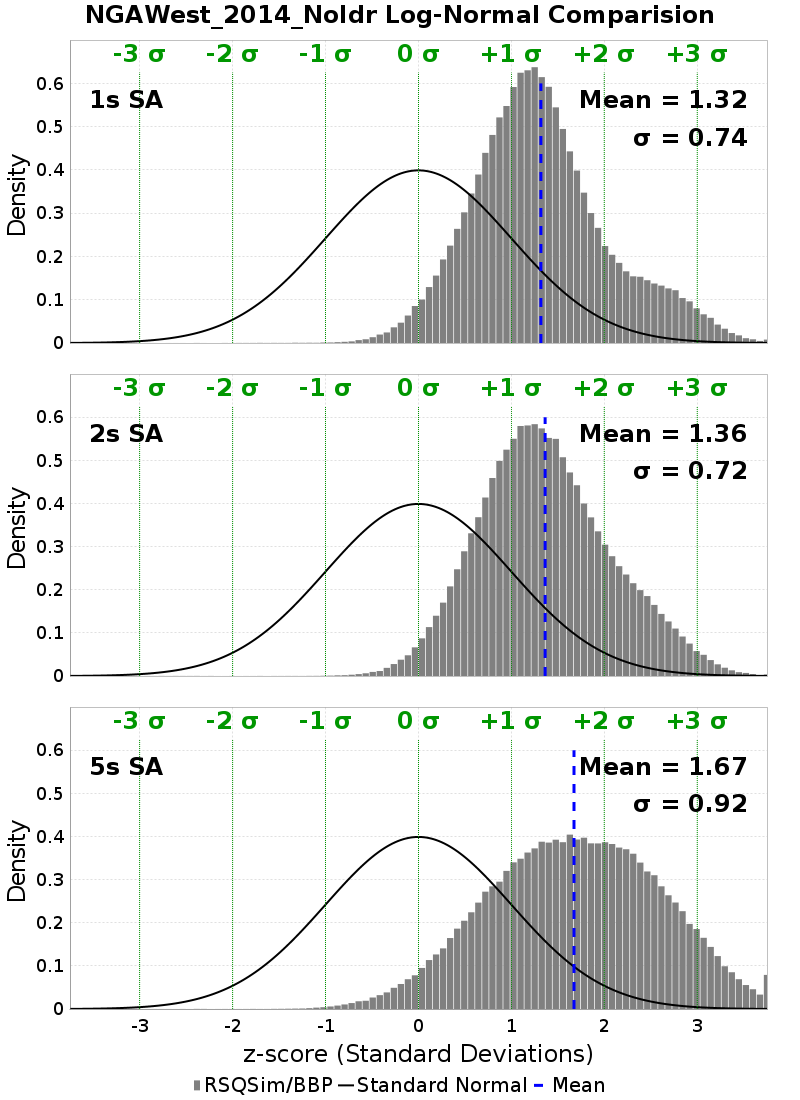 NGAWest_2014_NoIdr Log-Normal Comparision
-3 σ -2 σ -1 σ 0 σ +1 σ +2 σ +3 σ
1s SA
Mean = 1.32
σ = 0.74
Density
0.6
0.5
0.4
0.3
0.2
0.1
0
-3 σ -2 σ -1 σ 0 σ +1 σ +2 σ +3 σ
2s SA
Mean = 1.36
σ = 0.72
Density
0.6
0.5
0.4
0.3
0.2
0.1
0
-3 σ -2 σ -1 σ 0 σ +1 σ +2 σ +3 σ
5s SA
Mean = 1.67
σ = 0.92
Density
0.6
0.5
0.4
0.3
0.2
0.1
0
-3 -2 -1 0 1 2 3
z-score (Standard Deviations)
RSQSim/BBP Standard Normal Mean